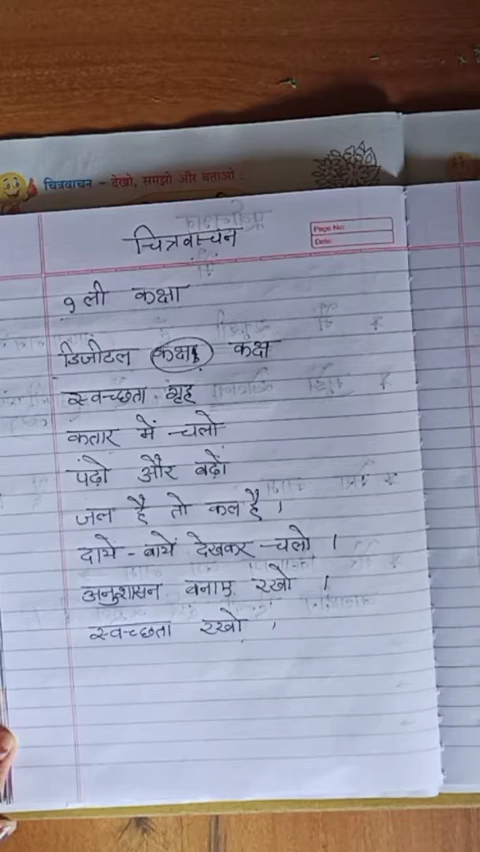 चित्रवाचन - देखो, समझो और बताओ :
चित्रवाचन
Page No:
Date:
१ ली कक्षा
डिजीटल कक्षा कक्ष
स्वच्छता गृह
कतार में चलो
पढ़ो और बढ़ों
जल है तो कल है ।
दायें - बायें देखकर चलो ।
अनुशासन बनाए रखो ।
स्वच्छता रखो ।